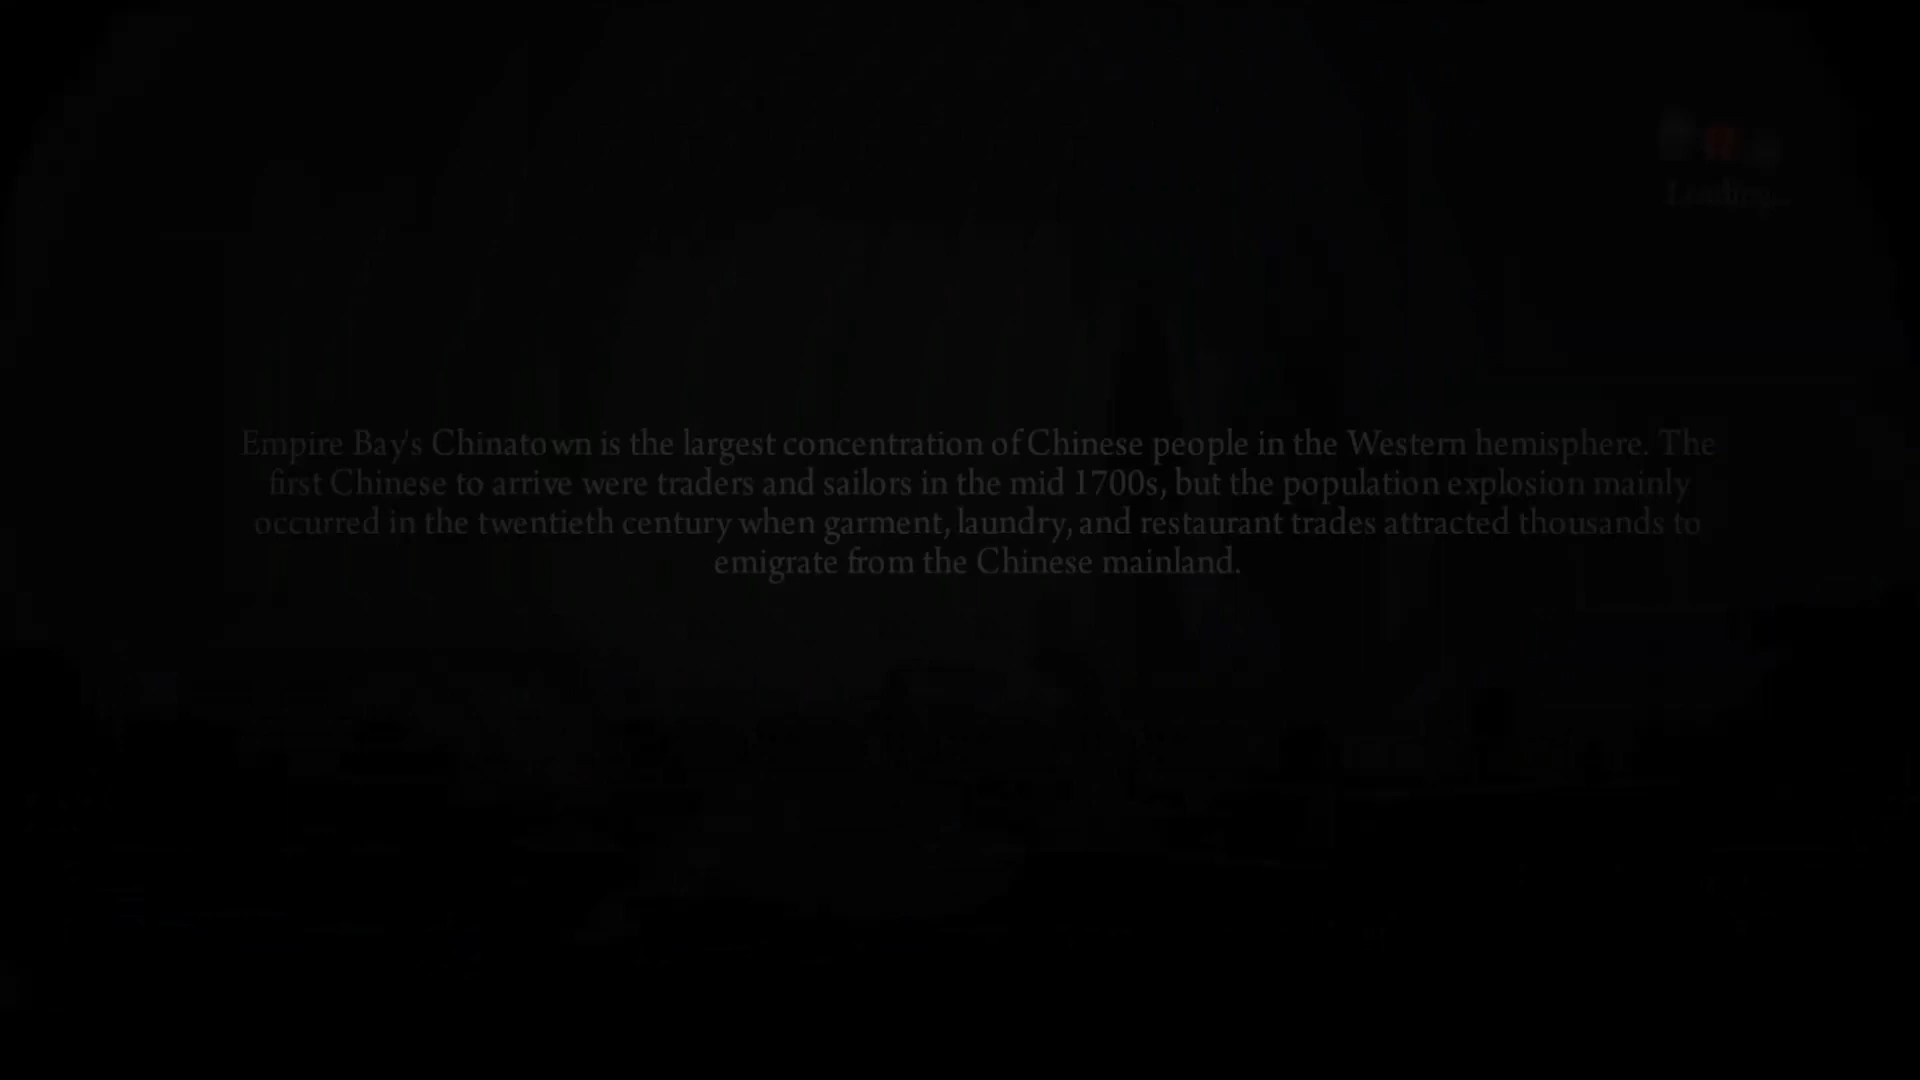 Loading...
Empire Bay's Chinatown is the largest concentration of Chinese people in the Western hemisphere. The
first Chinese to arrive were traders and sailors in the mid 1700s, but the population explosion mainly
occurred in the twentieth century when garment, laundry, and restaurant trades attracted thousands to
emigrate from the Chinese mainland.